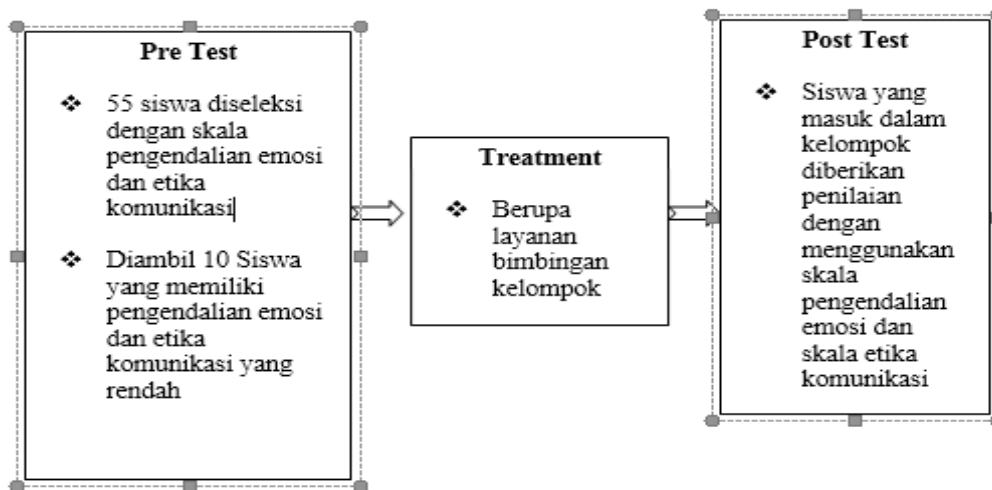 Pre Test
❖ 55 siswa diseleksi
dengan skala
pengendalian emosi
dan etika
komunikasi
❖ Diambil 10 Siswa
yang memiliki
pengendalian emosi
dan etika
komunikasi yang
rendah
Treatment
❖ Berupa
layanan
bimbingan
kelompok
Post Test
❖ Siswa yang
masuk dalam
kelompok
diberikan
penilaian
dengan
menggunakan
skala
pengendalian
emosi dan
skala etika
komunikasi